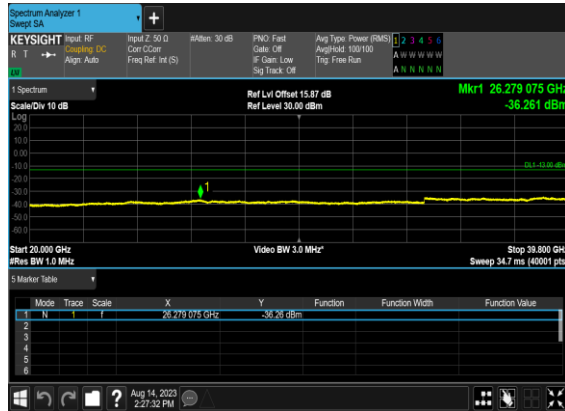 Spectrum Analyzer 1
Swept SA
+
KEYSIGHT Input: RF Input Z: 50 Ω #Atten: 30 dB PNO: Fast Avg Type: Power (RMS) 1 2 3 4 5 6
R T Coupling: DC Corr CCorr Gate: Off Avg|Hold: 100/100 A W W W W W
Align: Auto Freq Ref: Int (S) IF Gain: Low Trig: Free Run
LW Sig Track: Off A N N N N N
1 Spectrum Ref Lvl Offset 15.87 dB Mkr1 26.279 075 GHz
Scale/Div 10 dB Ref Level 30.00 dBm -36.261 dBm
Log
20.0
10.0
0.00
-10.0 DL1 -13.00 dBm
-20.0
-30.0 1
-40.0
-50.0
-60.0
Start 20.000 GHz Video BW 3.0 MHz* Stop 39.800 GHz
#Res BW 1.0 MHz Sweep 34.7 ms (40001 pts)
5 Marker Table
Mode Trace Scale X Y Function Function Width Function Value
1 N 1 f 26.279 075 GHz -36.26 dBm
2
3
4
5
6
? Aug 14, 2023
2:27:32 PM